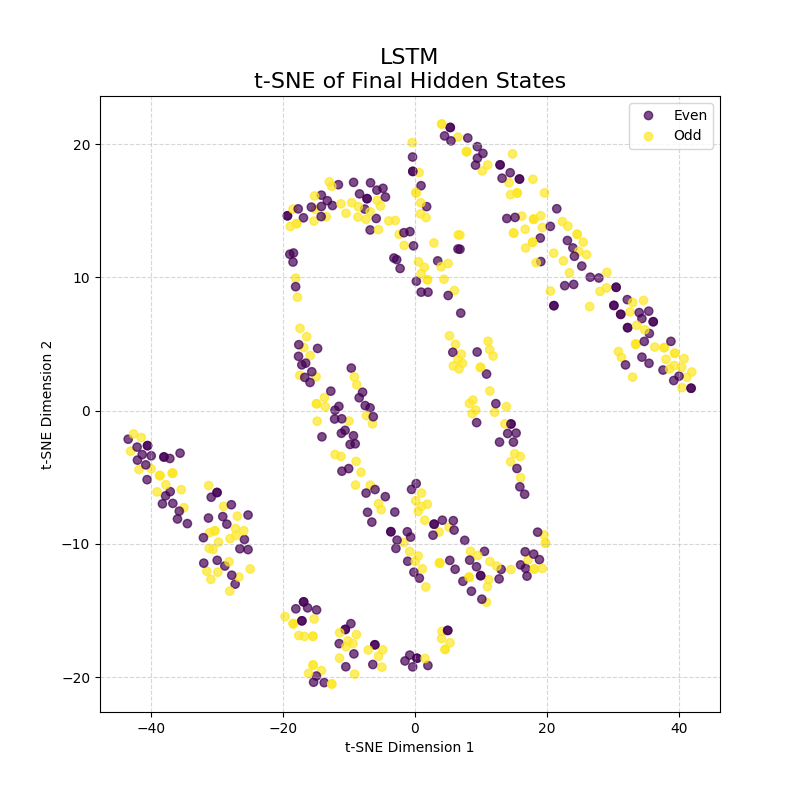 LSTM
t-SNE of Final Hidden States
Even
Odd
20
10
0
−10
−20
t-SNE Dimension 2
−40
−20
0
20
40
t-SNE Dimension 1